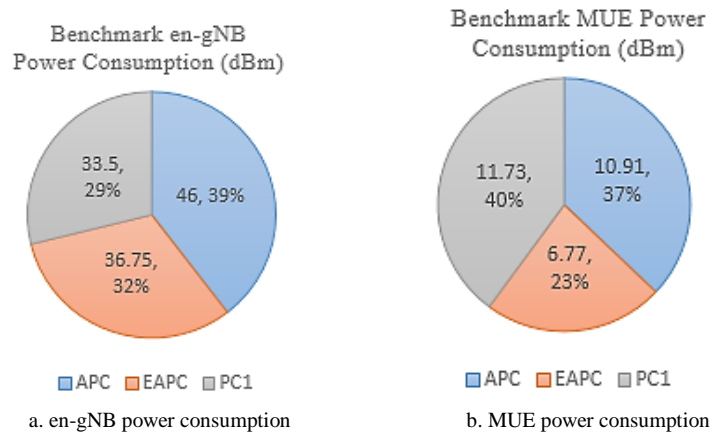 Benchmark en-gNB
Power Consumption (dBm)
33.5,
29%
46, 39%
36.75,
32%
APC EAPC PC1
a. en-gNB power consumption
Benchmark MUE Power
Consumption (dBm)
11.73,
40%
10.91,
37%
6.77,
23%
APC EAPC PC1
b. MUE power consumption